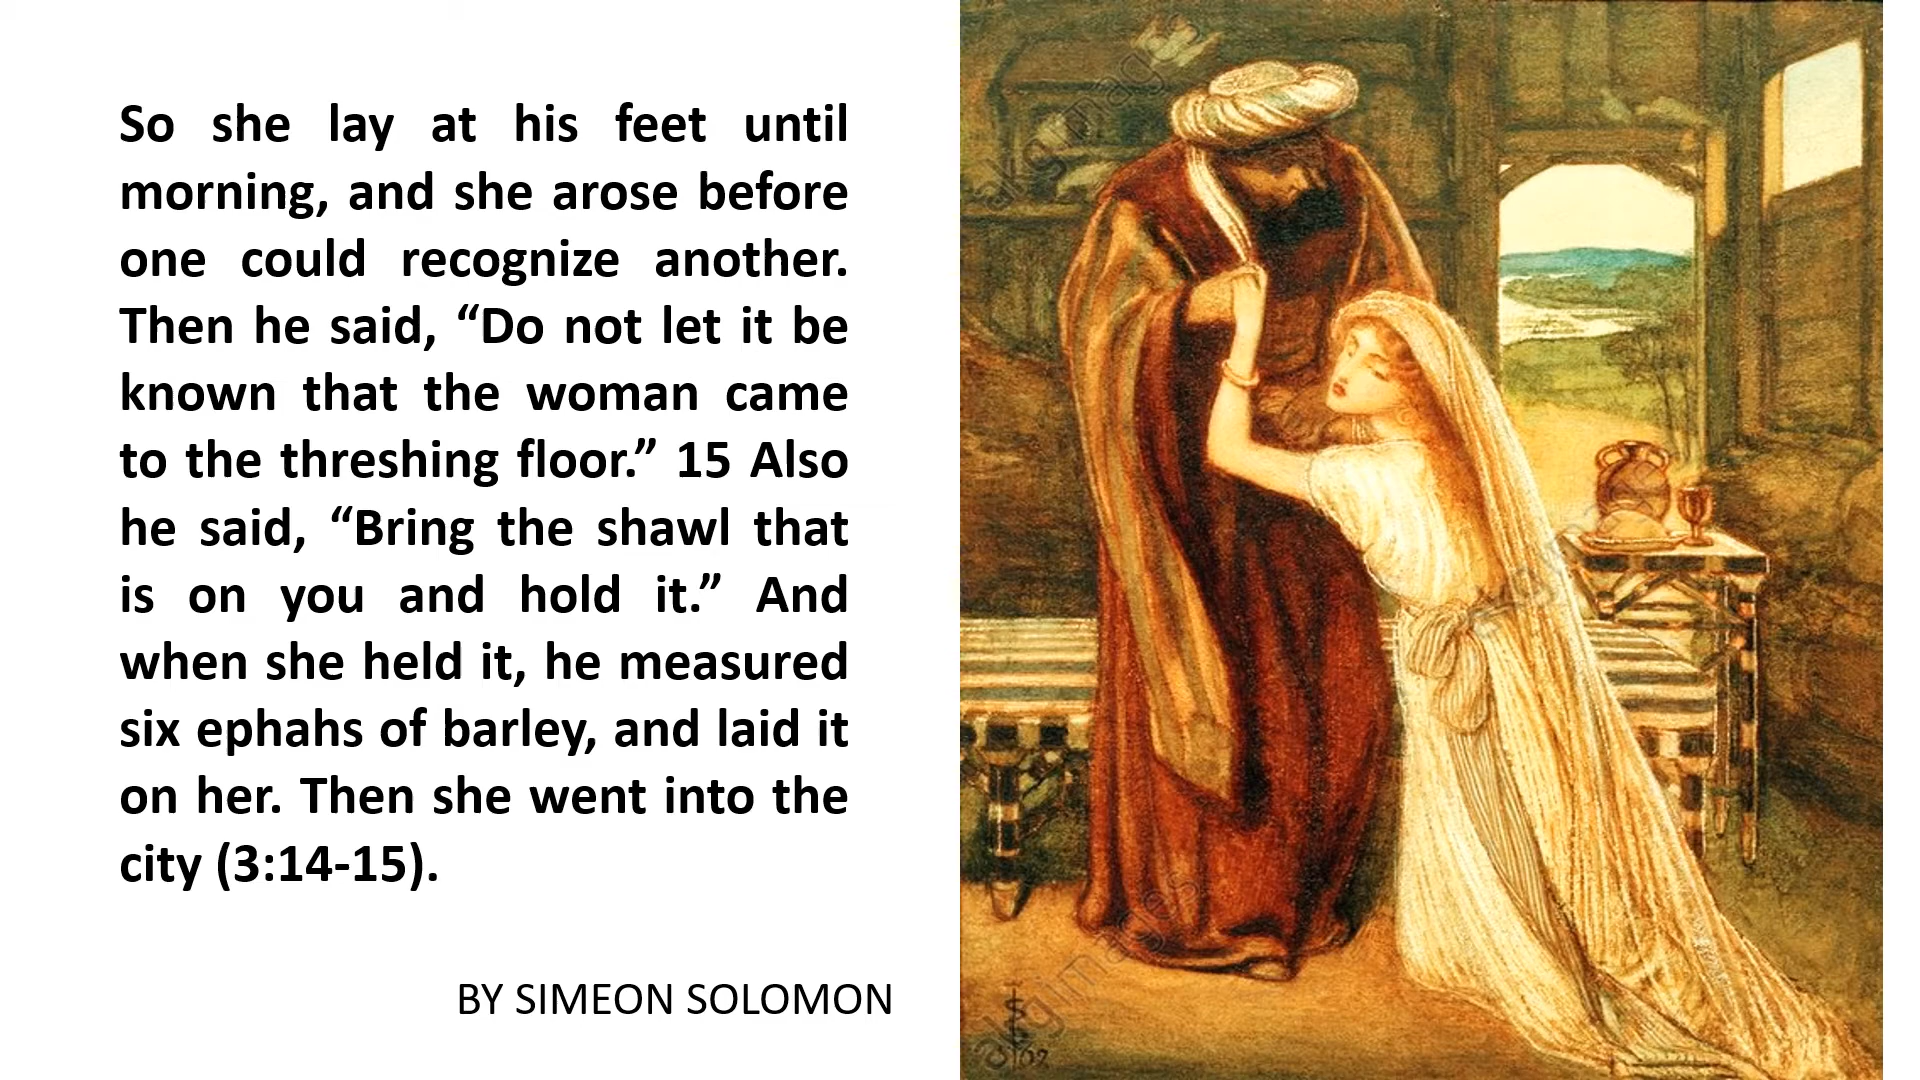 So she lay at his feet until
morning, and she arose before
one could recognize another.
Then he said, “Do not let it be
known that the woman came
to the threshing floor.” 15 Also
he said, “Bring the shawl that
is on you and hold it.” And
when she held it, he measured
six ephahs of barley, and laid it
on her. Then she went into the
city (3:14-15).
BY SIMEON SOLOMON
akgimages
akgimages